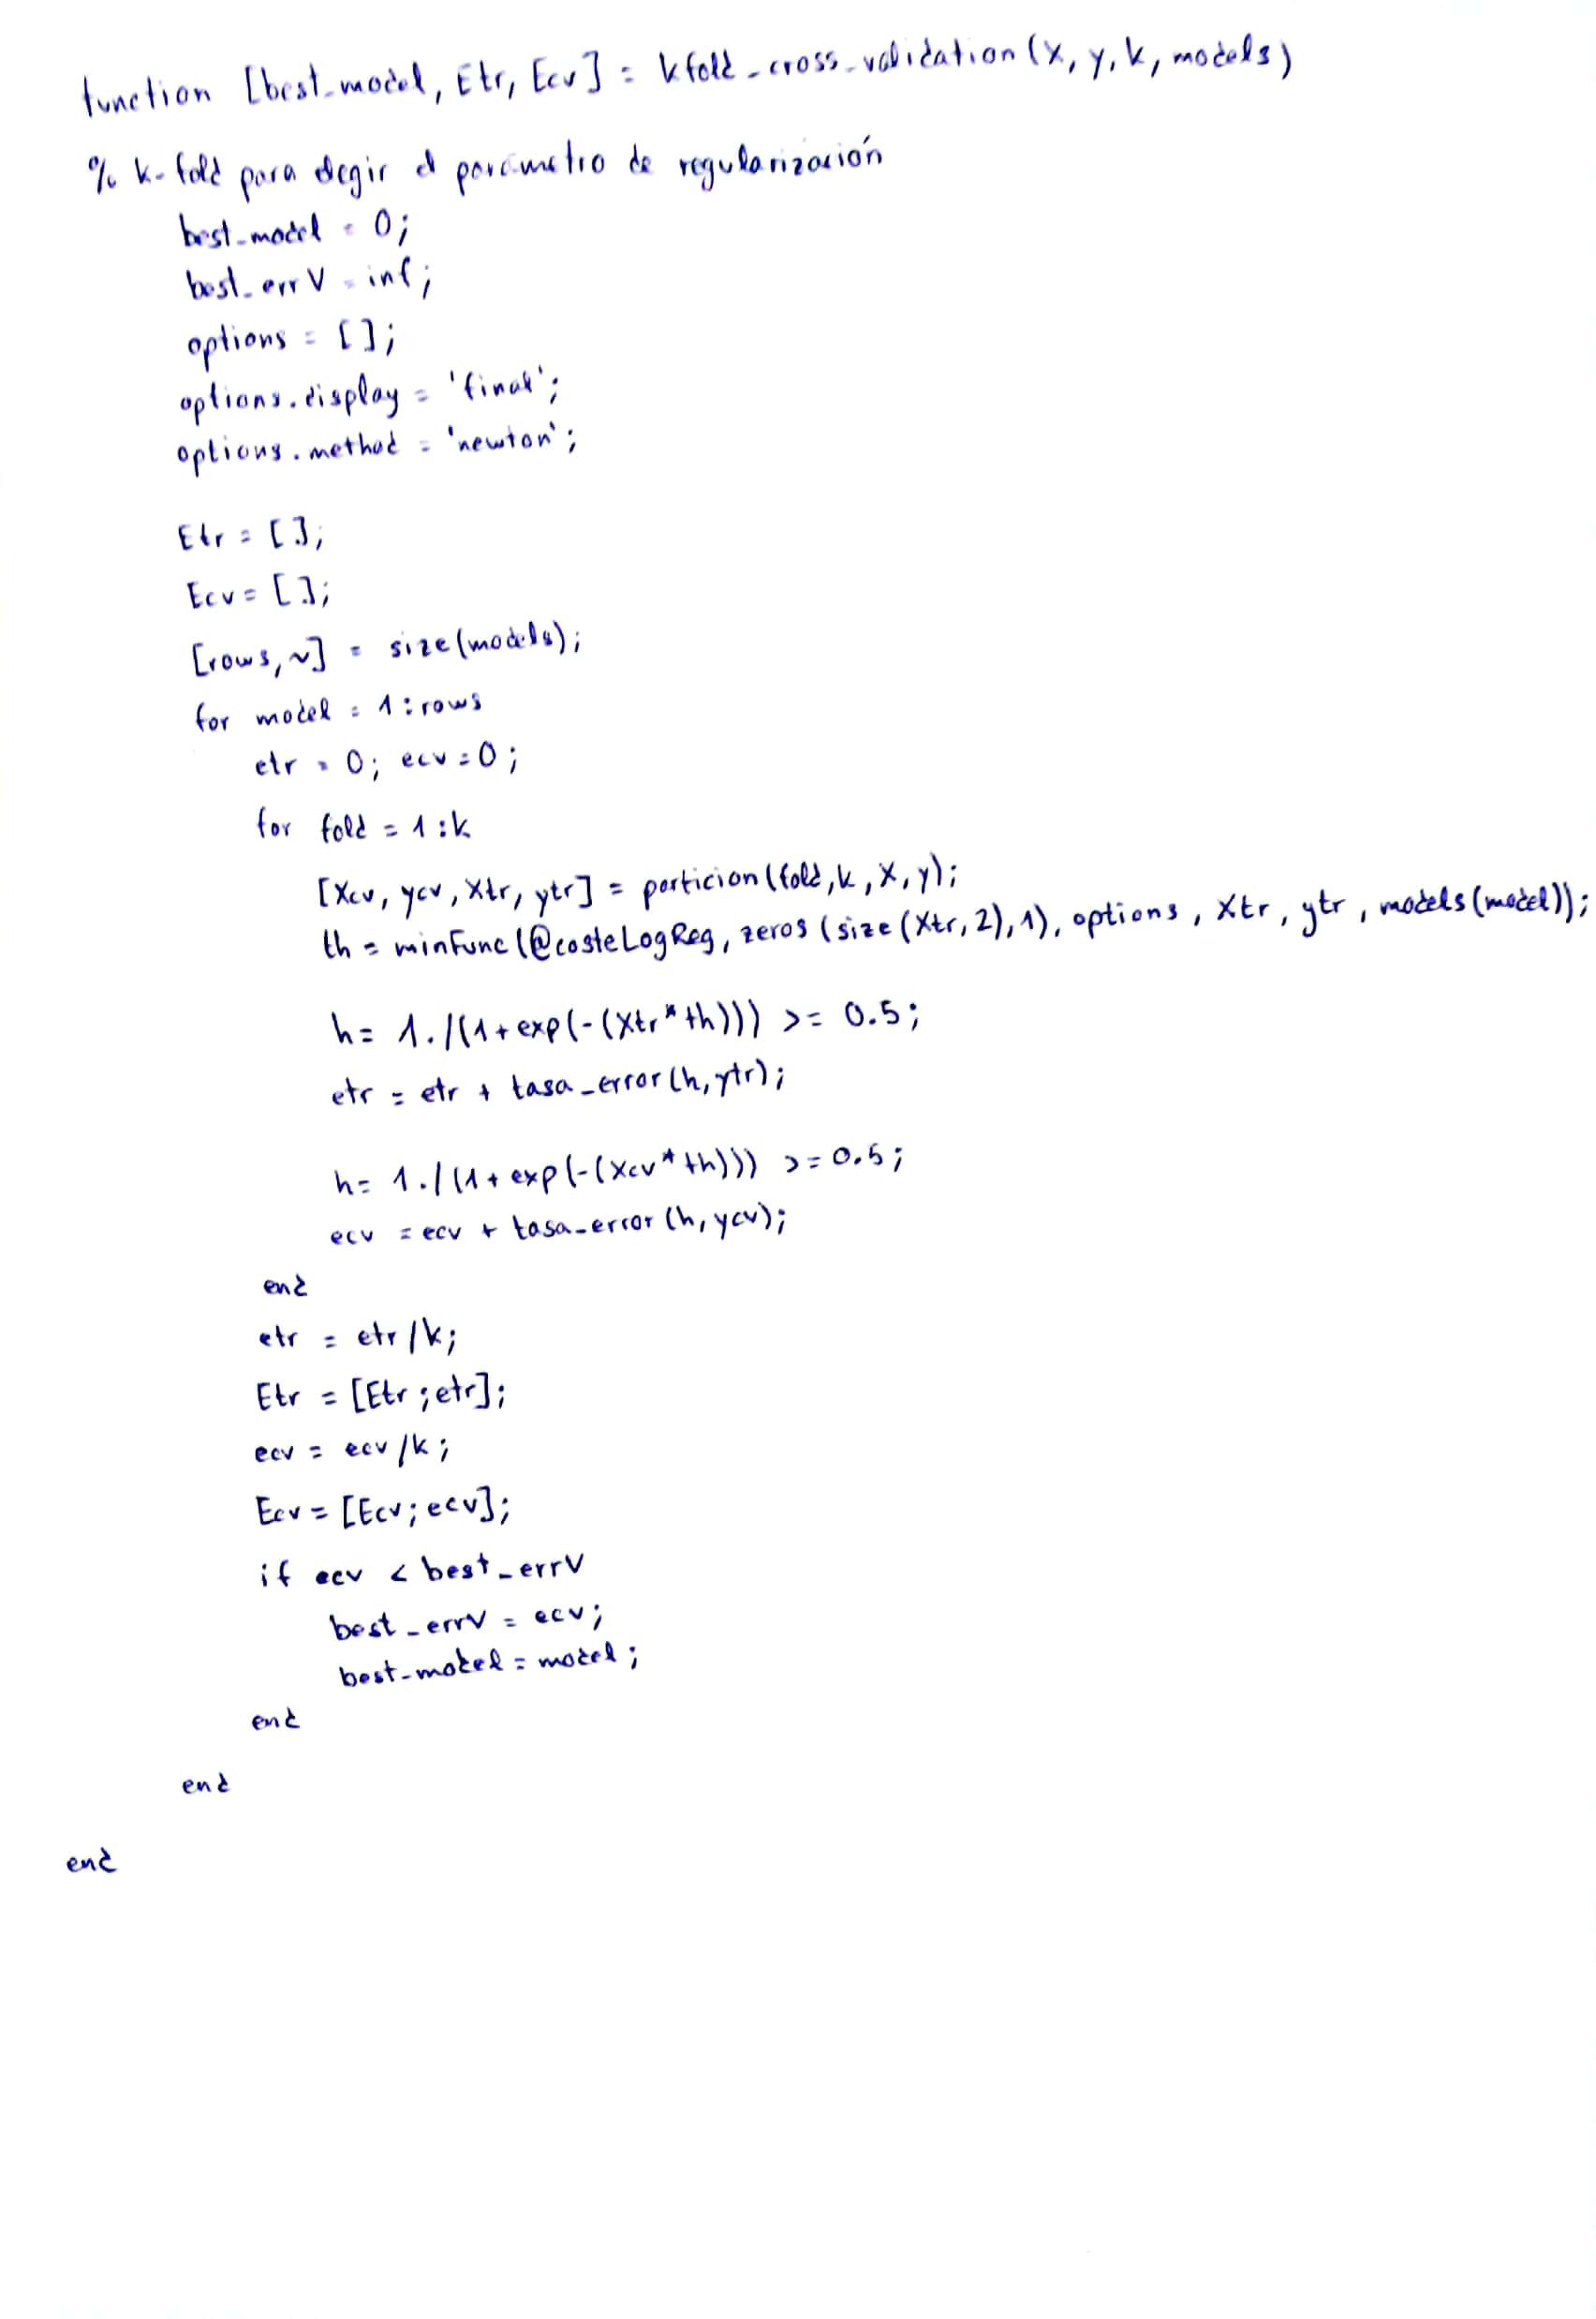 function [best_model, Etr, Ecv] = kfold_cross_validation(X, y, k, models)
% k-fold para elegir el parámetro de regularización
best_model = 0;
best_errV = inf;
options = [];
options.display = 'final';
options.method = 'newton';
Etr = [];
Ecv = [];
[rows,~] = size(models);
for model = 1:rows
etr = 0; ecv = 0;
for fold = 1:k
[Xcv, ycv, Xtr, ytr] = particion(fold,k,X,y);
th = minFunc(@costeLogReg, zeros(size(Xtr,2),1), options, Xtr, ytr, models(model));
h = 1./(1+exp(-(Xtr*th))) >= 0.5;
etr = etr + tasa_error(h,ytr);
h = 1./(1+exp(-(Xcv*th))) >= 0.5;
ecv = ecv + tasa_error(h,ycv);
end
etr = etr/k;
Etr = [Etr;etr];
ecv = ecv/k;
Ecv = [Ecv;ecv];
if ecv < best_errV
best_errV = ecv;
best_model = model;
end
end
end